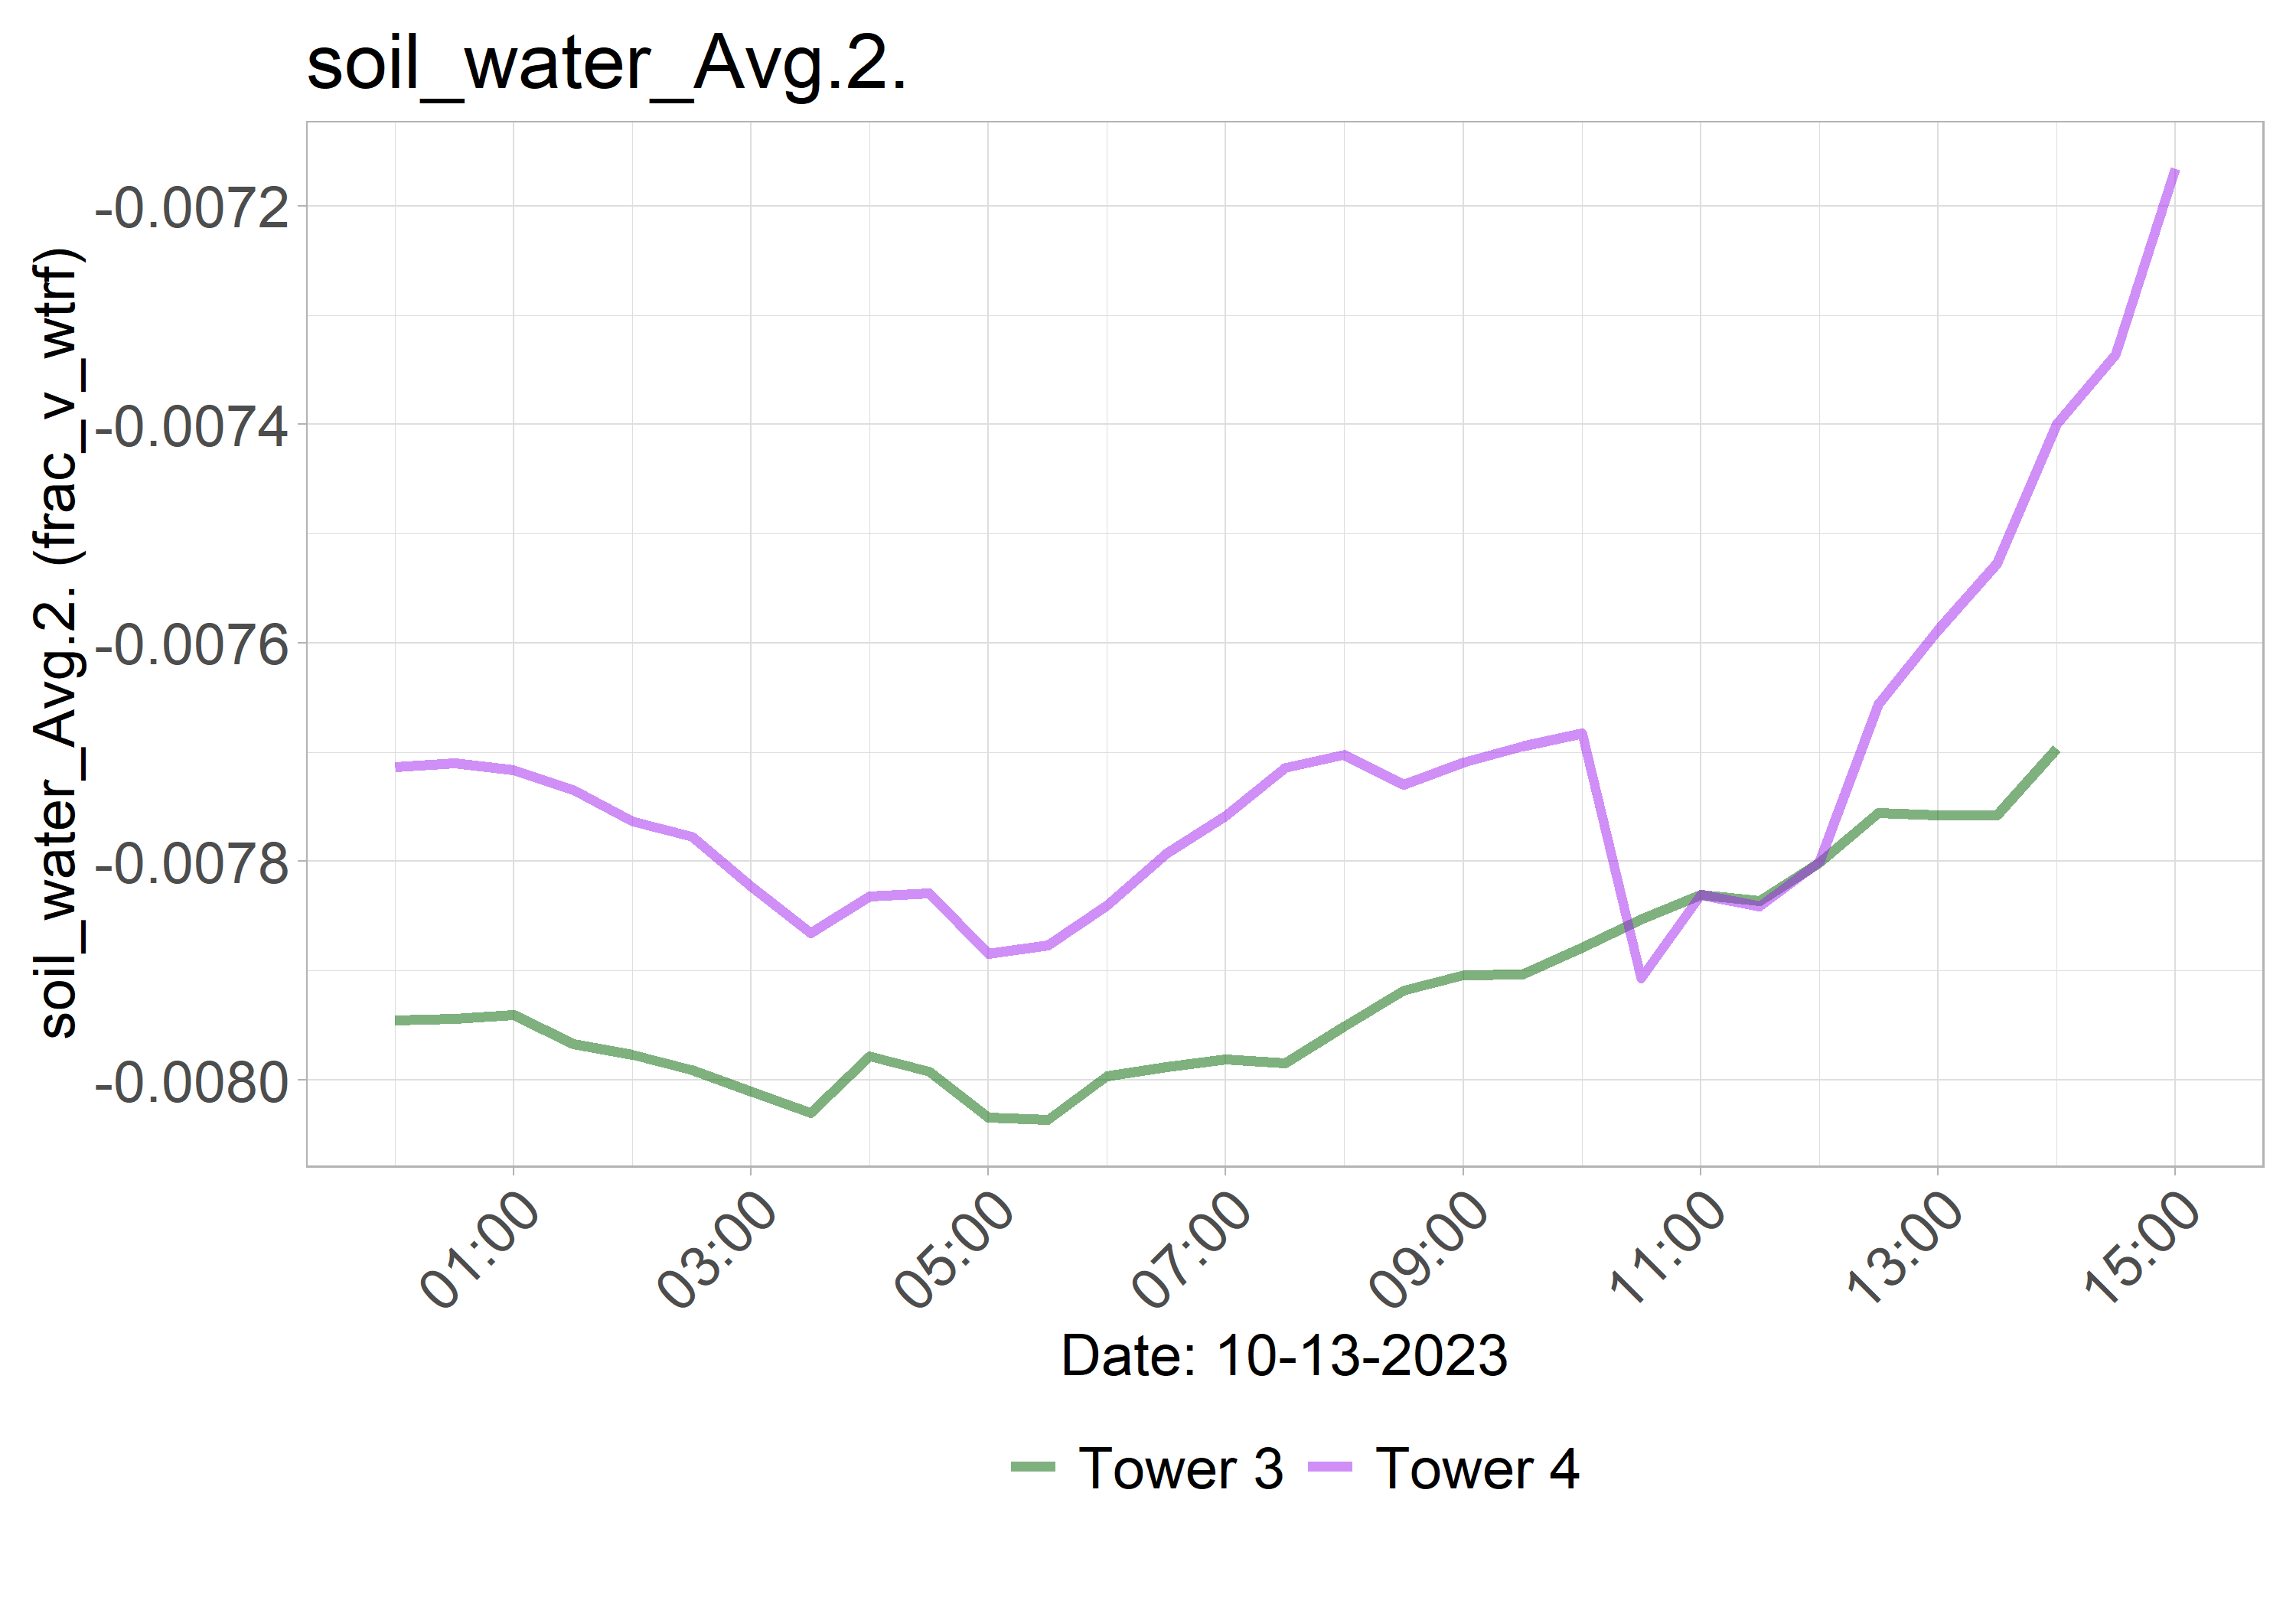 soil_water_Avg.2.
soil_water_Avg.2. (frac_v_wtrf)
-0.0072
-0.0074
-0.0076
-0.0078
-0.0080
01:00
03:00
05:00
07:00
09:00
11:00
13:00
15:00
Date: 10-13-2023
Tower 3
Tower 4